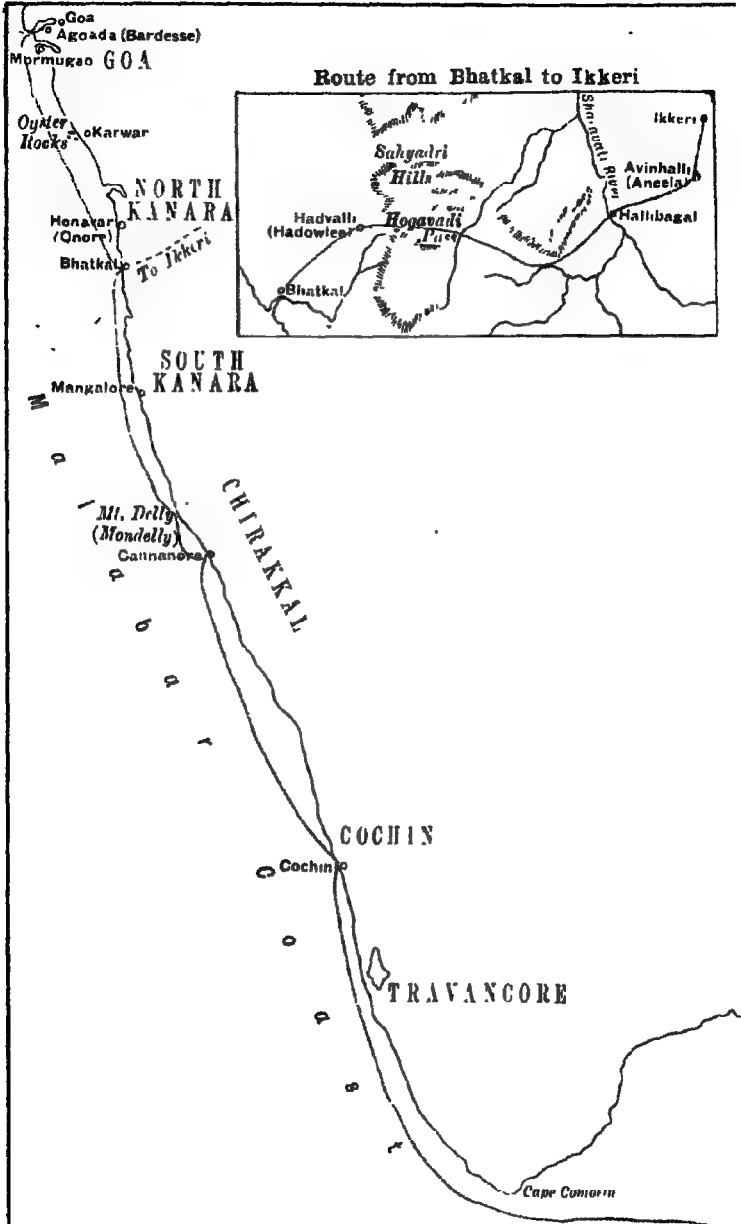 Goa
Agoada (Bardesse)
Mormugao
GOA
Oyster
Rocks
Karwar
NORTH
KANARA
Honavar
(Onore)
Bhatkal
To Ikkeri
Route from Bhatkal to Ikkeri
Sahyadri
Hills
Sharavati River
Ikkeri
Avinhalli
(Aneela)
Hallibagal
Hadvalli
(Hadowlee)
Hogavadi
Bhatkal
SOUTH
KANARA
Mangalore
Mt. Delly
(Mondelly)
Cannanore
CHIRAKKAL
Malabar
COCHIN
Cochin
Coast
TRAVANCORE
Cape Comorin